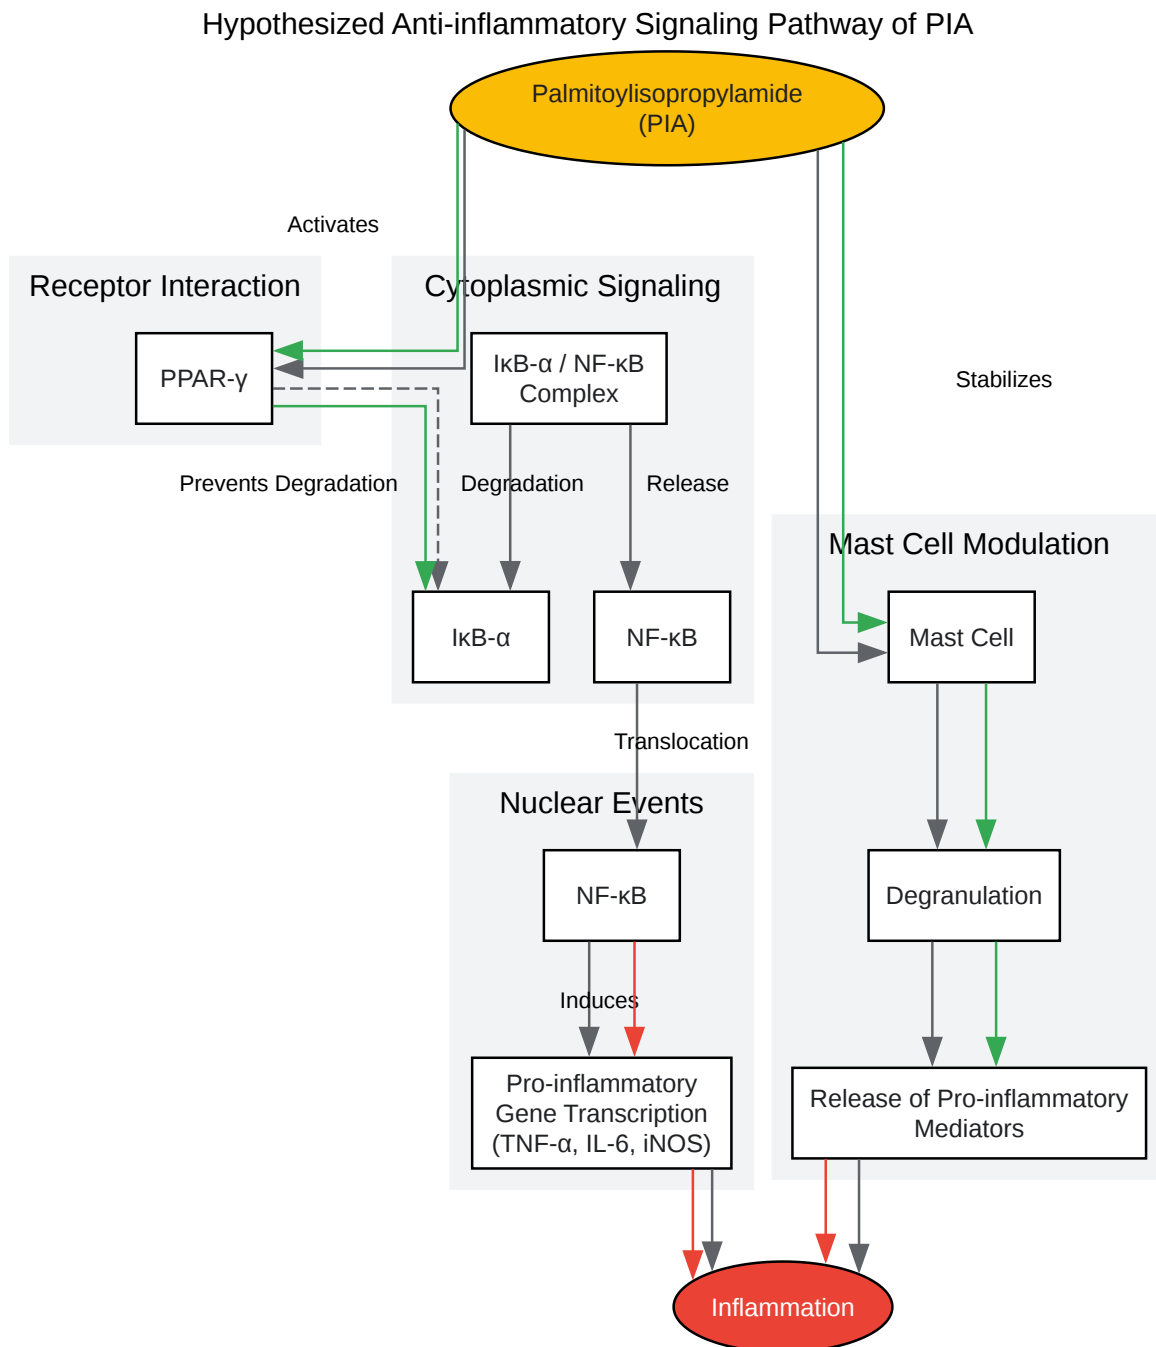 Hypothesized Anti-inflammatory Signaling Pathway of PIA
Palmitoylisopropylamide
(PIA)
Activates
Receptor Interaction
Cytoplasmic Signaling
PPAR-γ
IκB-α / NF-κB
Complex
Stabilizes
Prevents Degradation
Degradation
Release
Mast Cell Modulation
IκB-α
NF-κB
Mast Cell
Translocation
Nuclear Events
NF-κB
Degranulation
Induces
Pro-inflammatory
Gene Transcription
(TNF-α, IL-6, iNOS)
Release of Pro-inflammatory
Mediators
Inflammation